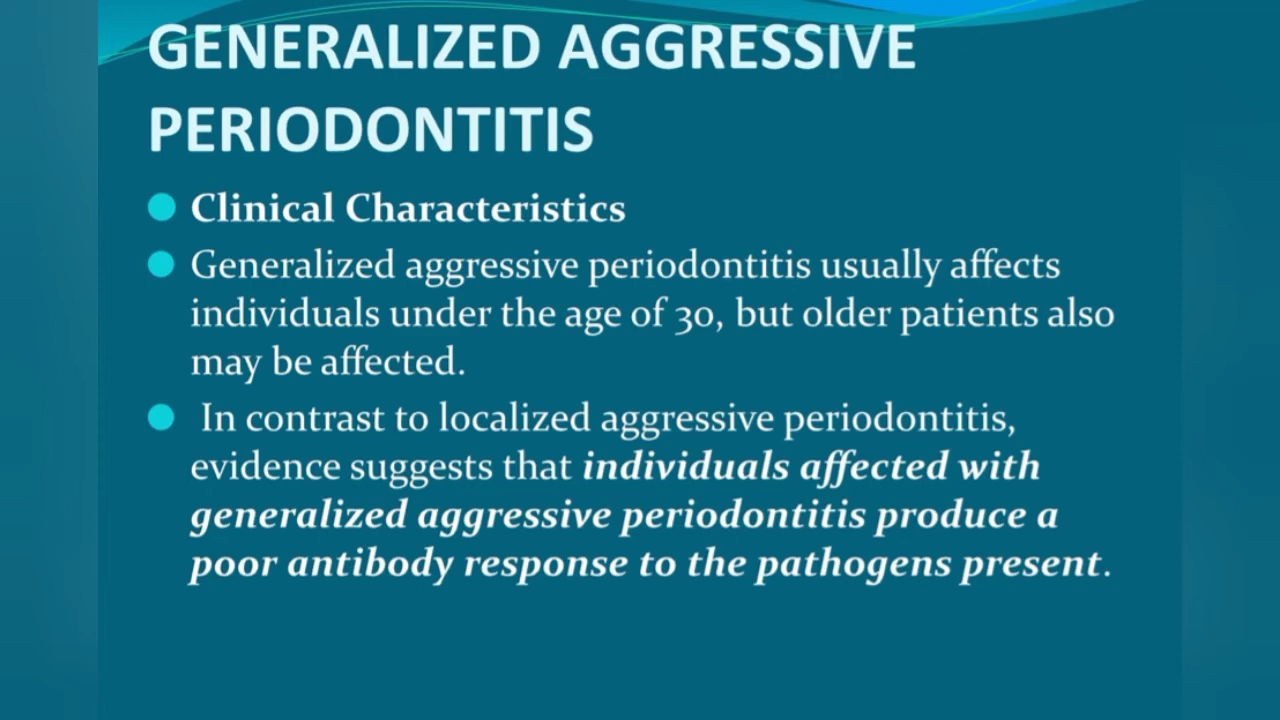 GENERALIZED AGGRESSIVE
PERIODONTITIS
Clinical Characteristics
Generalized aggressive periodontitis usually affects
individuals under the age of 30, but older patients also
may be affected.
In contrast to localized aggressive periodontitis,
evidence suggests that individuals affected with
generalized aggressive periodontitis produce a
poor antibody response to the pathogens present.